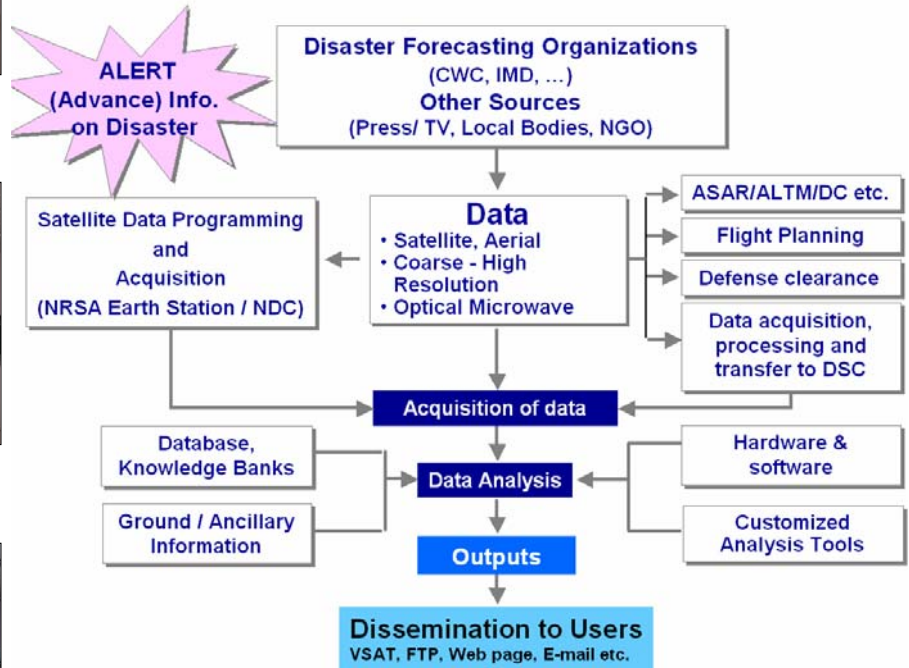 ALERT
(Advance) Info.
on Disaster
Disaster Forecasting Organizations
(CWC, IMD, ...)
Other Sources
(Press/ TV, Local Bodies, NGO)
Satellite Data Programming
and
Acquisition
(NRSA Earth Station / NDC)
Data
• Satellite, Aerial
• Coarse - High
Resolution
• Optical Microwave
ASAR/ALTM/DC etc.
Flight Planning
Defense clearance
Data acquisition,
processing and
transfer to DSC
Acquisition of data
Database,
Knowledge Banks
Ground / Ancillary
Information
Data Analysis
Hardware &
software
Customized
Analysis Tools
Outputs
Dissemination to Users
VSAT, FTP, Web page, E-mail etc.